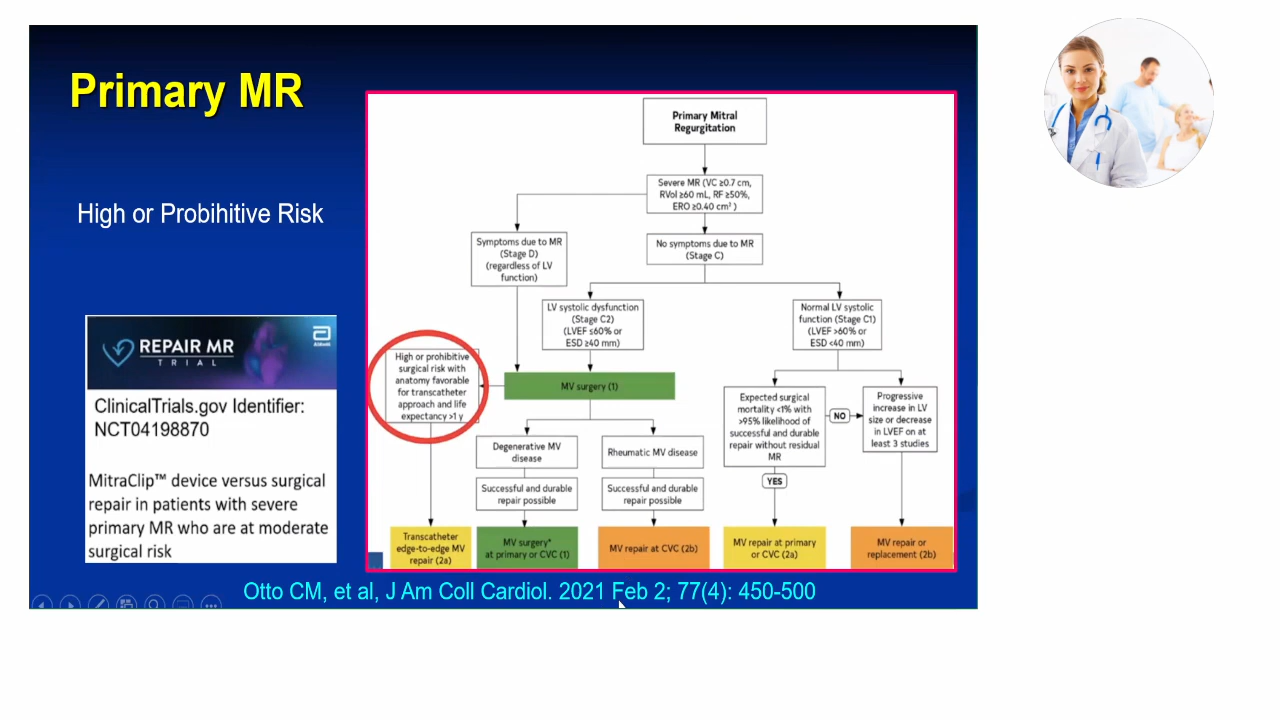 Primary MR
High or Probihitive Risk
REPAIR MR
TRIAL
Abbott
ClinicalTrials.gov Identifier:
NCT04198870
MitraClip™ device versus surgical
repair in patients with severe
primary MR who are at moderate
surgical risk
Primary Mitral
Regurgitation
Severe MR (VC ≥0.7 cm,
RVol ≥60 mL, RF ≥50%,
ERO ≥0.40 cm²)
Symptoms due to MR
(Stage D)
(regardless of LV
function)
No symptoms due to MR
(Stage C)
LV systolic dysfunction
(Stage C2)
(LVEF ≤60% or
ESD ≥40 mm)
Normal LV systolic
function (Stage C1)
(LVEF >60% or
ESD <40 mm)
High or prohibitive
surgical risk with
anatomy favorable
for transcatheter
approach and life
expectancy >1 y
MV surgery (1)
Expected surgical
mortality <1% with
>95% likelihood of
successful and durable
repair without residual
MR
NO
Progressive
increase in LV
size or decrease
in LVEF on at
least 3 studies
Degenerative MV
disease
Rheumatic MV disease
YES
Successful and durable
repair possible
Successful and durable
repair possible
Transcatheter
edge-to-edge MV
repair (2a)
MV surgery*
at primary or CVC (1)
MV repair at CVC (2b)
MV repair at primary
or CVC (2a)
MV repair or
replacement (2b)
Otto CM, et al, J Am Coll Cardiol. 2021 Feb 2; 77(4): 450-500